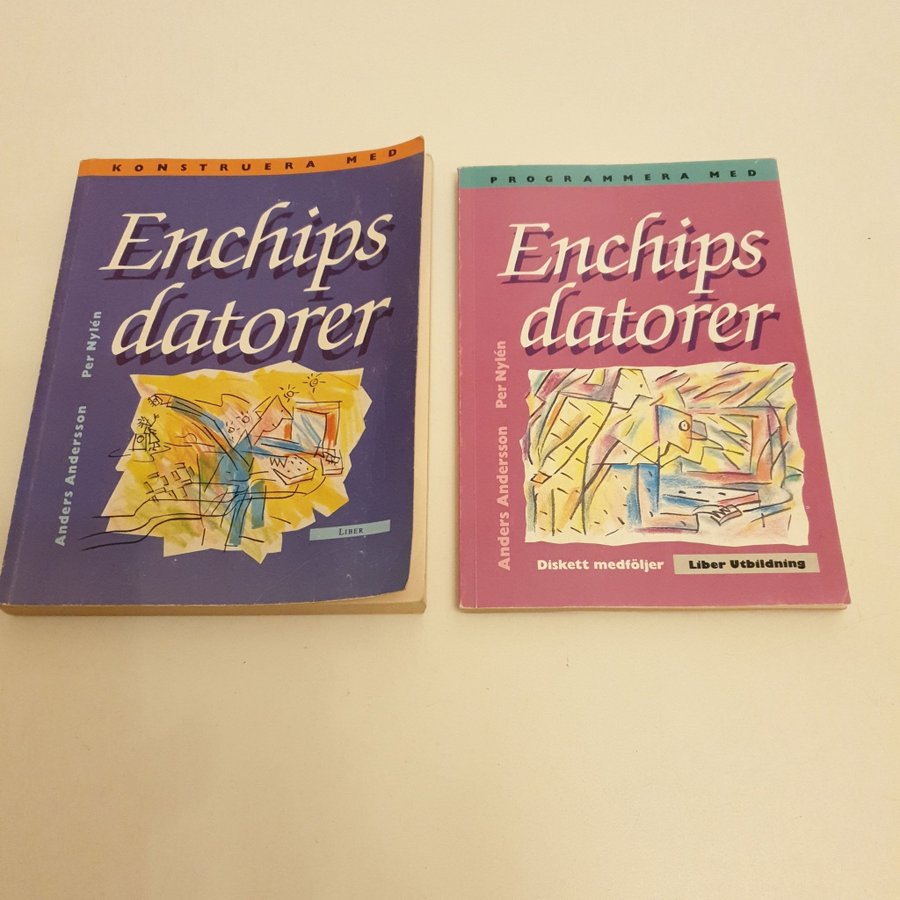 KONSTRUERA MED
Enchips
datorer
Anders Andersson Per Nylén
LIBER
PROGRAMMERA MED
Enchips
datorer
Anders Andersson Per Nylén
Diskett medföljer
Liber Utbildning